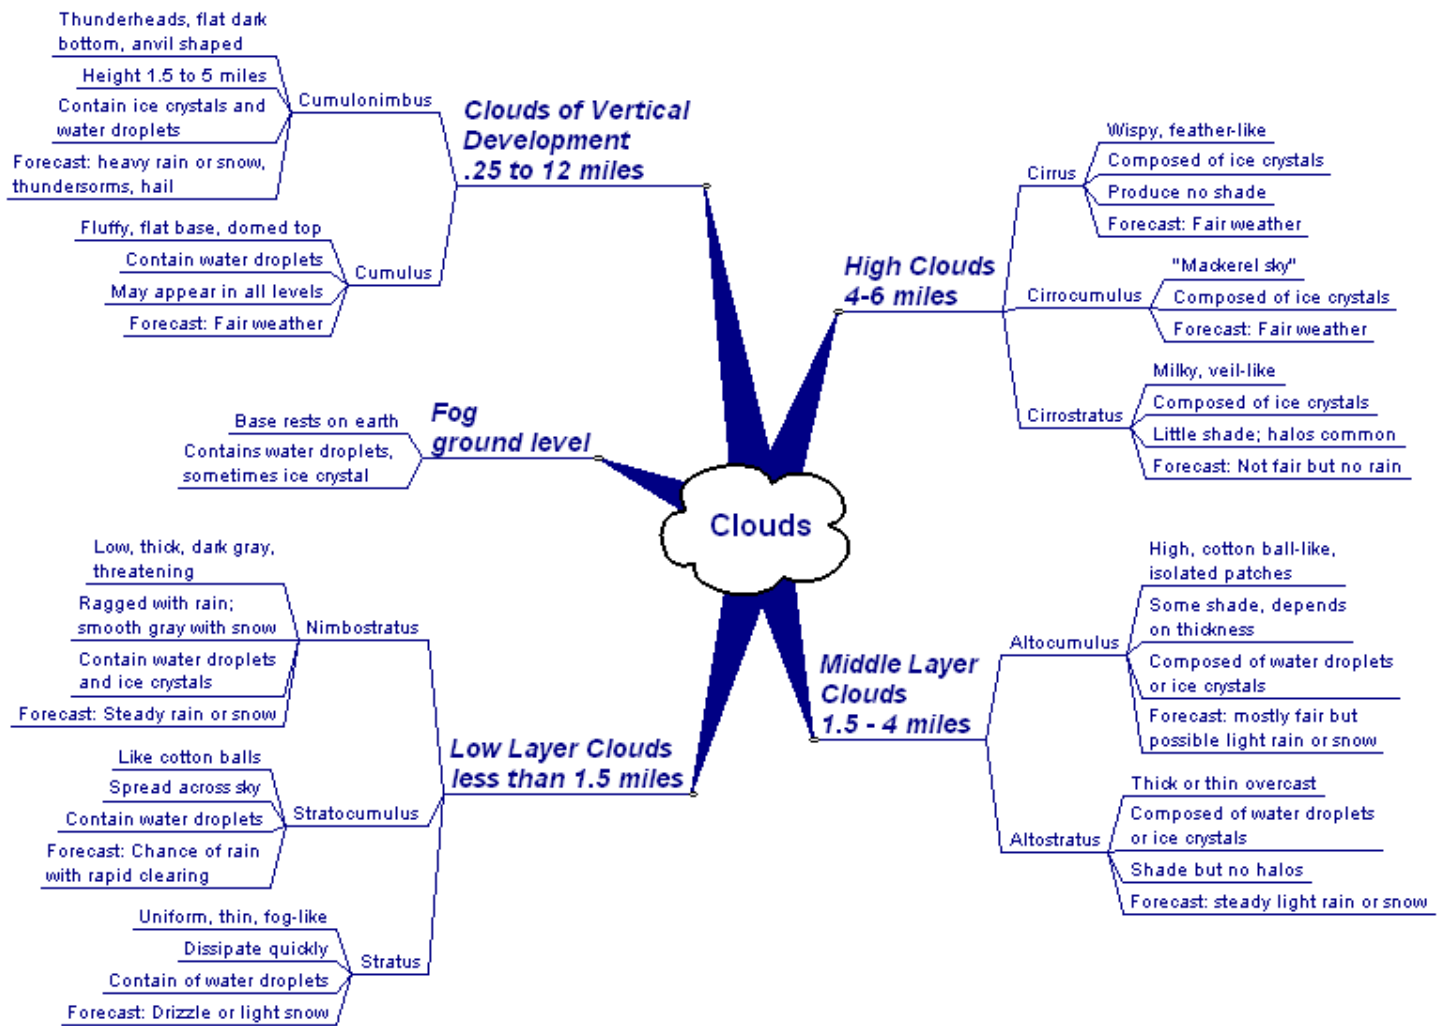 Thunderheads, flat dark
bottom, anvil shaped
Height 1.5 to 5 miles
Contain ice crystals and
water droplets
Forecast: heavy rain or snow,
thundersorms, hail
Cumulonimbus
Clouds of Vertical
Development
.25 to 12 miles
Fluffy, flat base, domed top
Contain water droplets
May appear in all levels
Forecast: Fair weather
Cumulus
Fog
ground level
Base rests on earth
Contains water droplets,
sometimes ice crystal
Clouds
Low, thick, dark gray,
threatening
Ragged with rain;
smooth gray with snow
Contain water droplets
and ice crystals
Forecast: Steady rain or snow
Nimbostratus
Low Layer Clouds
less than 1.5 miles
Like cotton balls
Spread across sky
Contain water droplets
Forecast: Chance of rain
with rapid clearing
Stratocumulus
Uniform, thin, fog-like
Dissipate quickly
Contain of water droplets
Forecast: Drizzle or light snow
Stratus
High Clouds
4-6 miles
Cirrus
Wispy, feather-like
Composed of ice crystals
Produce no shade
Forecast: Fair weather
Cirrocumulus
"Mackerel sky"
Composed of ice crystals
Forecast: Fair weather
Cirrostratus
Milky, veil-like
Composed of ice crystals
Little shade; halos common
Forecast: Not fair but no rain
Middle Layer
Clouds
1.5 - 4 miles
Altocumulus
High, cotton ball-like,
isolated patches
Some shade, depends
on thickness
Composed of water droplets
or ice crystals
Forecast: mostly fair but
possible light rain or snow
Altostratus
Thick or thin overcast
Composed of water droplets
or ice crystals
Shade but no halos
Forecast: steady light rain or snow